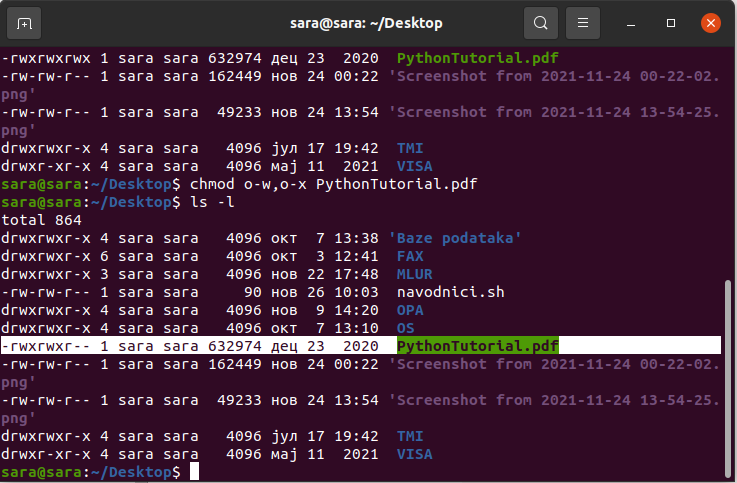 sara@sara: ~/Desktop
-rwxrwxrwx 1 sara sara 632974 дец 23  2020  PythonTutorial.pdf
-rw-rw-r-- 1 sara sara 162449 нов 24 00:22 'Screenshot from 2021-11-24 00-22-02.
png'
-rw-rw-r-- 1 sara sara  49233 нов 24 13:54 'Screenshot from 2021-11-24 13-54-25.
png'
drwxrwxr-x 4 sara sara   4096 јул 17 19:42  TMI
drwxr-xr-x 4 sara sara   4096 мај 11  2021  VISA
sara@sara:~/Desktop$ chmod o-w,o-x PythonTutorial.pdf
sara@sara:~/Desktop$ ls -l
total 864
drwxrwxr-x 4 sara sara   4096 окт  7 13:38 'Baze podataka'
drwxrwxr-x 6 sara sara   4096 окт  3 12:41  FAX
drwxrwxr-x 3 sara sara   4096 нов 22 17:48  MLUR
-rw-rw-r-- 1 sara sara     90 нов 26 10:03  navodnici.sh
drwxrwxr-x 4 sara sara   4096 нов  9 14:20  OPA
drwxrwxr-x 4 sara sara   4096 окт  7 13:10  OS
-rwxrwxr-- 1 sara sara 632974 дец 23  2020  PythonTutorial.pdf
-rw-rw-r-- 1 sara sara 162449 нов 24 00:22 'Screenshot from 2021-11-24 00-22-02.
png'
-rw-rw-r-- 1 sara sara  49233 нов 24 13:54 'Screenshot from 2021-11-24 13-54-25.
png'
drwxrwxr-x 4 sara sara   4096 јул 17 19:42  TMI
drwxrwxr-x 4 sara sara   4096 мај 11  2021  VISA
sara@sara:~/Desktop$